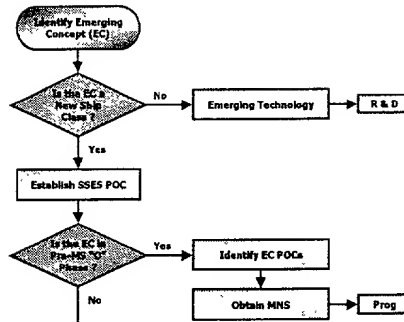 Identify Emerging
Concept (EC)
Is the EC a
New Ship
Class ?
No
Emerging Technology
R & D
Yes
Establish SSES POC
Is the EC in
Pre-MS "0"
Phase ?
Yes
Identify EC POCs
No
Obtain MNS
Prog